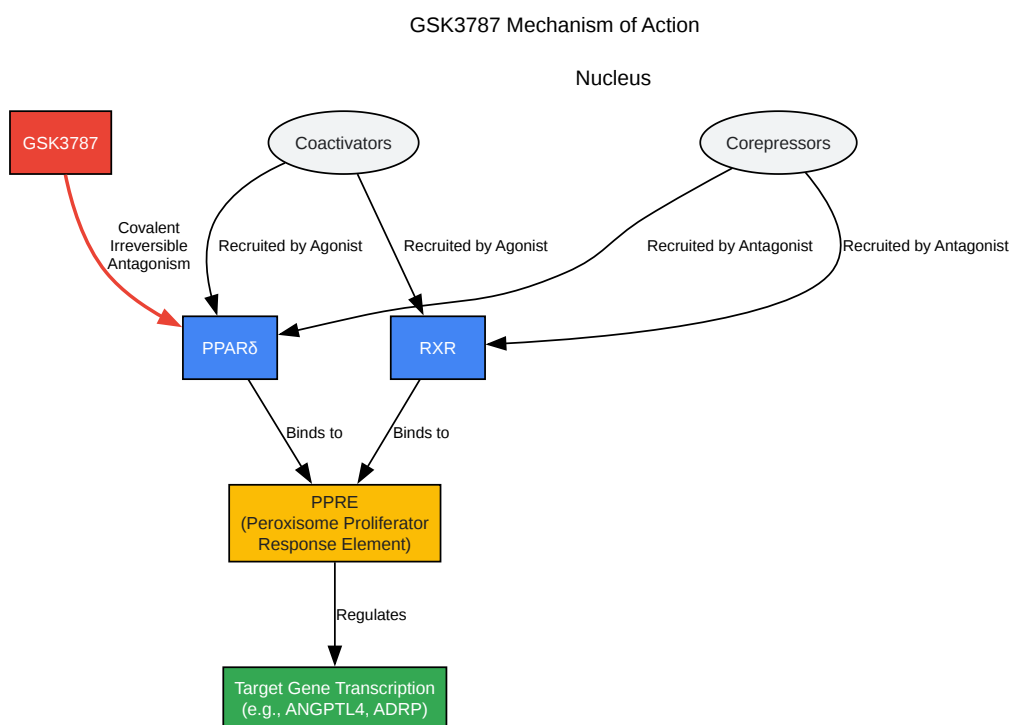 GSK3787 Mechanism of Action
Nucleus
GSK3787
Coactivators
Corepressors
Covalent
Irreversible
Antagonism
Recruited by Agonist
Recruited by Agonist
Recruited by Antagonist
Recruited by Antagonist
PPARδ
RXR
Binds to
Binds to
PPRE
(Peroxisome Proliferator
Response Element)
Regulates
Target Gene Transcription
(e.g., ANGPTL4, ADRP)